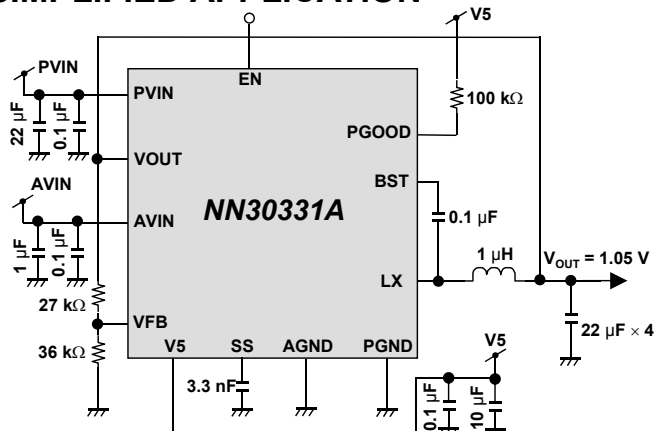 SIMPLIFIED APPLICATION
V5
PVIN
EN
PVIN
22 µF
0.1 µF
100 kΩ
PGOOD
VOUT
BST
AVIN
AVIN
NN30331A
0.1 µF
1 µF
0.1 µF
1 µH
VOUT = 1.05 V
LX
27 kΩ
VFB
22 µF × 4
36 kΩ
V5
SS
AGND
PGND
V5
3.3 nF
0.1 µF
10 µF